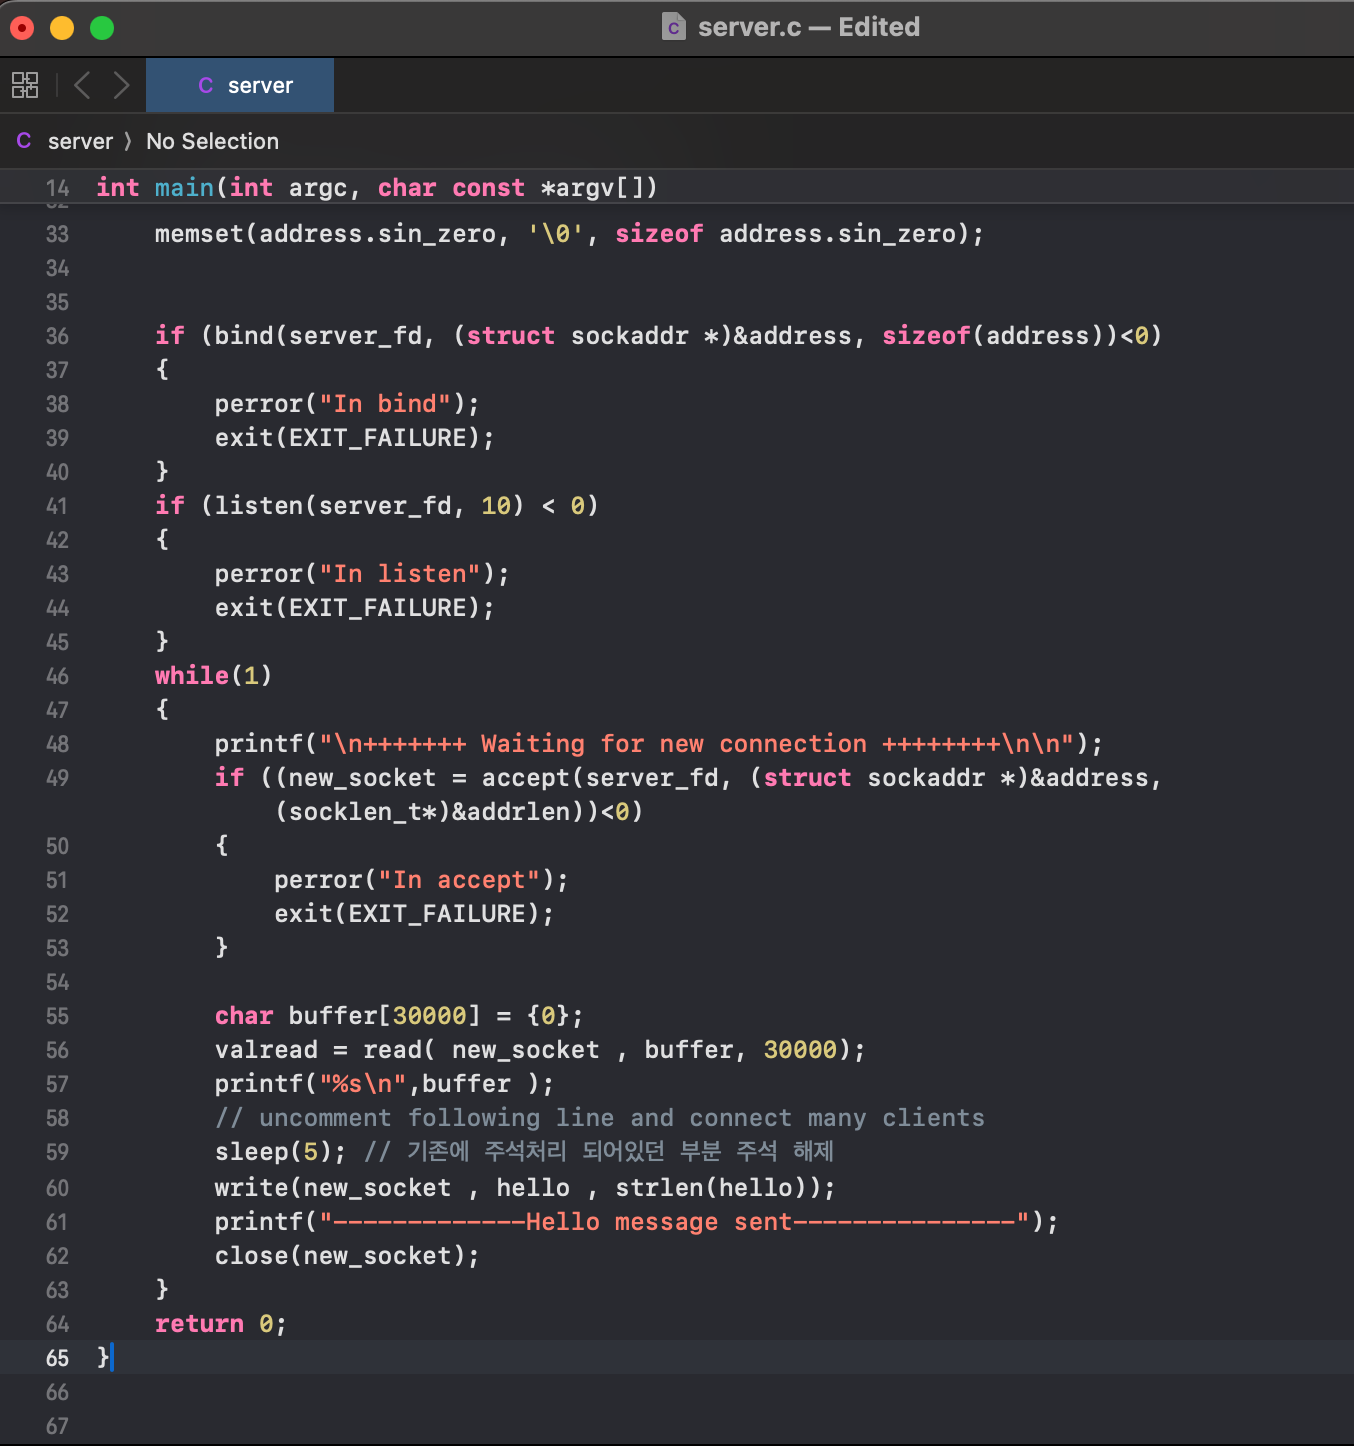 server.c — Edited
C server
C server 〉 No Selection
14 int main(int argc, char const *argv[])
33 memset(address.sin_zero, '\0', sizeof address.sin_zero);
34
35
36 if (bind(server_fd, (struct sockaddr *)&address, sizeof(address))<0)
37 {
38 perror("In bind");
39 exit(EXIT_FAILURE);
40 }
41 if (listen(server_fd, 10) < 0)
42 {
43 perror("In listen");
44 exit(EXIT_FAILURE);
45 }
46 while(1)
47 {
48 printf("\n+++++++ Waiting for new connection ++++++++\n\n");
49 if ((new_socket = accept(server_fd, (struct sockaddr *)&address,
(socklen_t*)&addrlen))<0)
50 {
51 perror("In accept");
52 exit(EXIT_FAILURE);
53 }
54
55 char buffer[30000] = {0};
56 valread = read( new_socket , buffer, 30000);
57 printf("%s\n",buffer );
58 // uncomment following line and connect many clients
59 sleep(5); // 기존에 주석처리 되어있던 부분 주석 해제
60 write(new_socket , hello , strlen(hello));
61 printf("-------------Hello message sent---------------");
62 close(new_socket);
63 }
64 return 0;
65 }
66
67